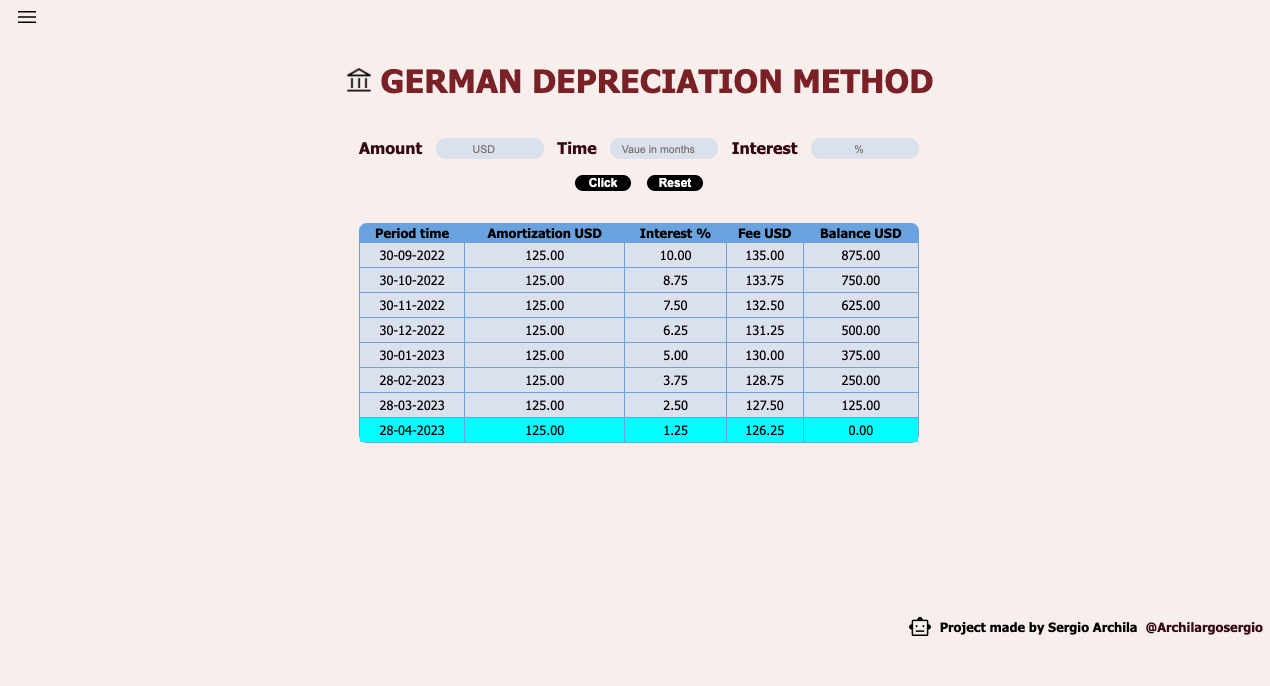 GERMAN DEPRECIATION METHOD
Amount USD Time Vaue in months Interest %
Click Reset
Period time Amortization USD Interest % Fee USD Balance USD
30-09-2022 125.00 10.00 135.00 875.00
30-10-2022 125.00 8.75 133.75 750.00
30-11-2022 125.00 7.50 132.50 625.00
30-12-2022 125.00 6.25 131.25 500.00
30-01-2023 125.00 5.00 130.00 375.00
28-02-2023 125.00 3.75 128.75 250.00
28-03-2023 125.00 2.50 127.50 125.00
28-04-2023 125.00 1.25 126.25 0.00
Project made by Sergio Archila @Archilargosergio